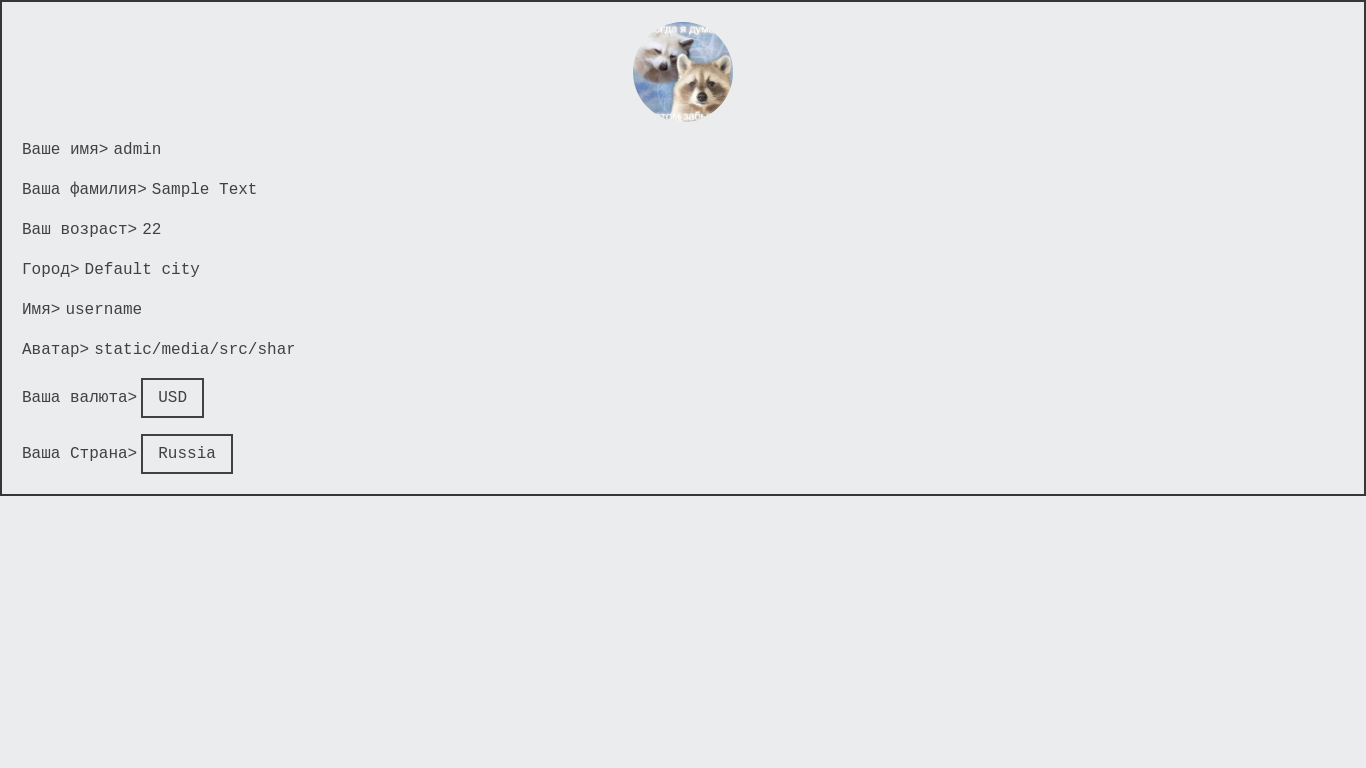 я
Ваше имя> admin
Ваша фамилия> Sample Text
Ваш возраст> 22
Город> Default city
Имя> username
Аватар> static/media/src/shar
Ваша валюта> USD
Ваша Страна> Russia